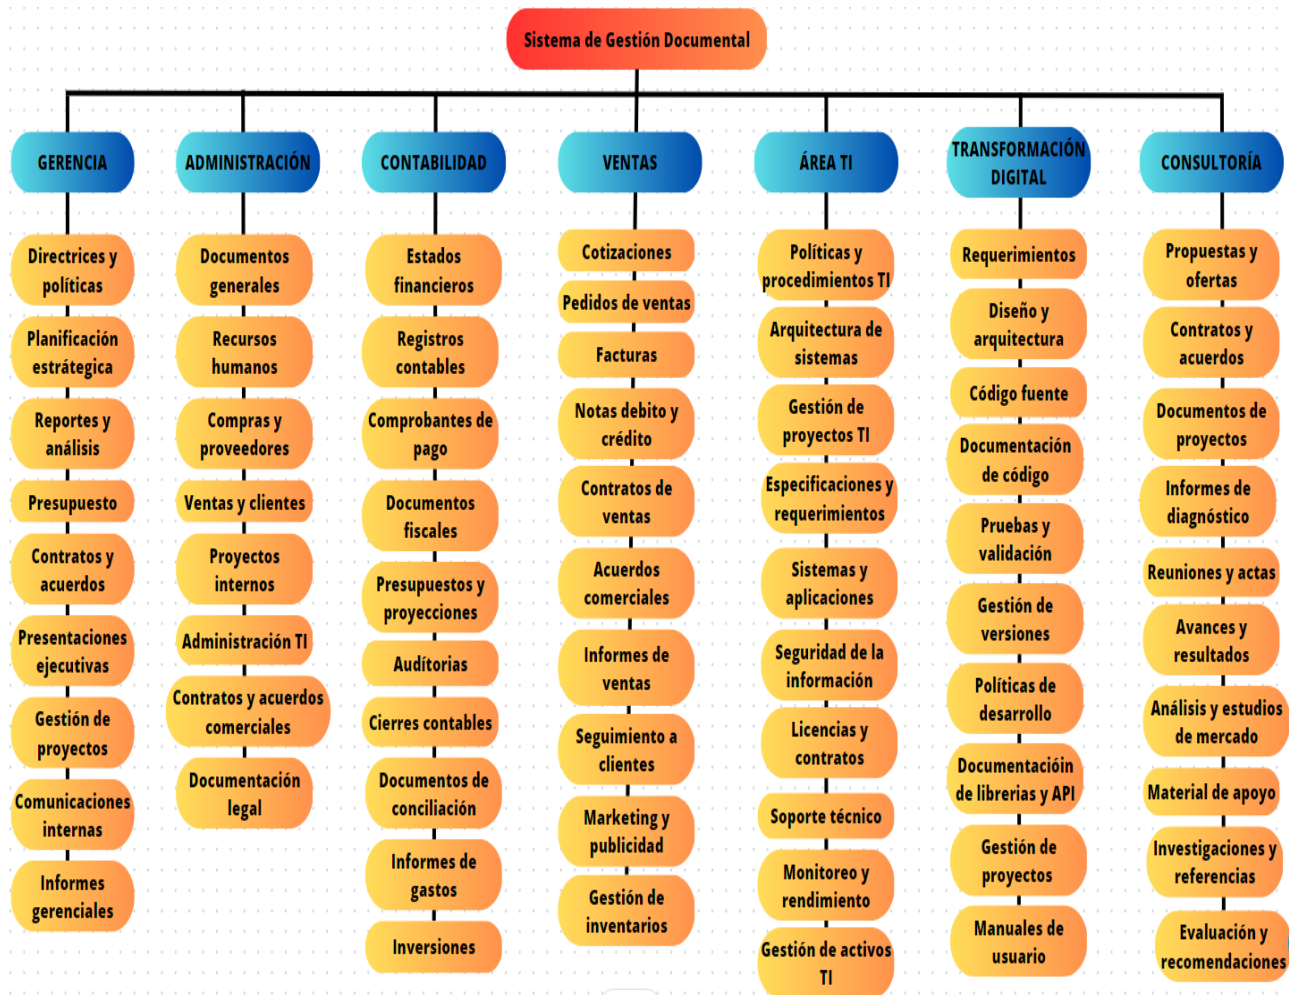 Sistema de Gestión Documental
GERENCIA
Directrices y
políticas
Planificación
estrátegica
Reportes y
análisis
Presupuesto
Contratos y
acuerdos
Presentaciones
ejecutivas
Gestión de
proyectos
Comunicaciones
internas
Informes
gerenciales
ADMINISTRACIÓN
Documentos
generales
Recursos
humanos
Compras y
proveedores
Ventas y clientes
Proyectos
internos
Administración TI
Contratos y acuerdos
comerciales
Documentación
legal
CONTABILIDAD
Estados
financieros
Registros
contables
Comprobantes de
pago
Documentos
fiscales
Presupuestos y
proyecciones
Audítorias
Cierres contables
Documentos de
conciliación
Informes de
gastos
Inversiones
VENTAS
Cotizaciones
Pedidos de ventas
Facturas
Notas debito y
crédito
Contratos de
ventas
Acuerdos
comerciales
Informes de
ventas
Seguimiento a
clientes
Marketing y
publicidad
Gestión de
inventarios
ÁREA TI
Políticas y
procedimientos TI
Arquitectura de
sistemas
Gestión de
proyectos TI
Especificaciones y
requerimientos
Sistemas y
aplicaciones
Seguridad de la
información
Licencias y
contratos
Soporte técnico
Monitoreo y
rendimiento
Gestión de activos
TI
TRANSFORMACIÓN
DIGITAL
Requerimientos
Diseño y
arquitectura
Código fuente
Documentación
de código
Pruebas y
validación
Gestión de
versiones
Políticas de
desarrollo
Documentacióin
de librerias y API
Gestión de
proyectos
Manuales de
usuario
CONSULTORÍA
Propuestas y
ofertas
Contratos y
acuerdos
Documentos de
proyectos
Informes de
diagnóstico
Reuniones y actas
Avances y
resultados
Análisis y estudios
de mercado
Material de apoyo
Investigaciones y
referencias
Evaluación y
recomendaciones